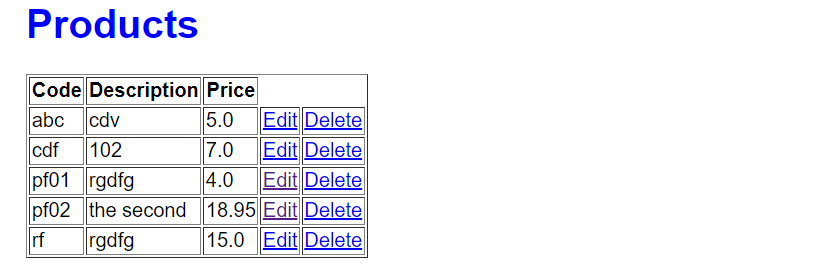 Products
Code Description Price
abc cdv 5.0 Edit Delete
cdf 102 7.0 Edit Delete
pf01 rgdfg 4.0 Edit Delete
pf02 the second 18.95 Edit Delete
rf rgdfg 15.0 Edit Delete